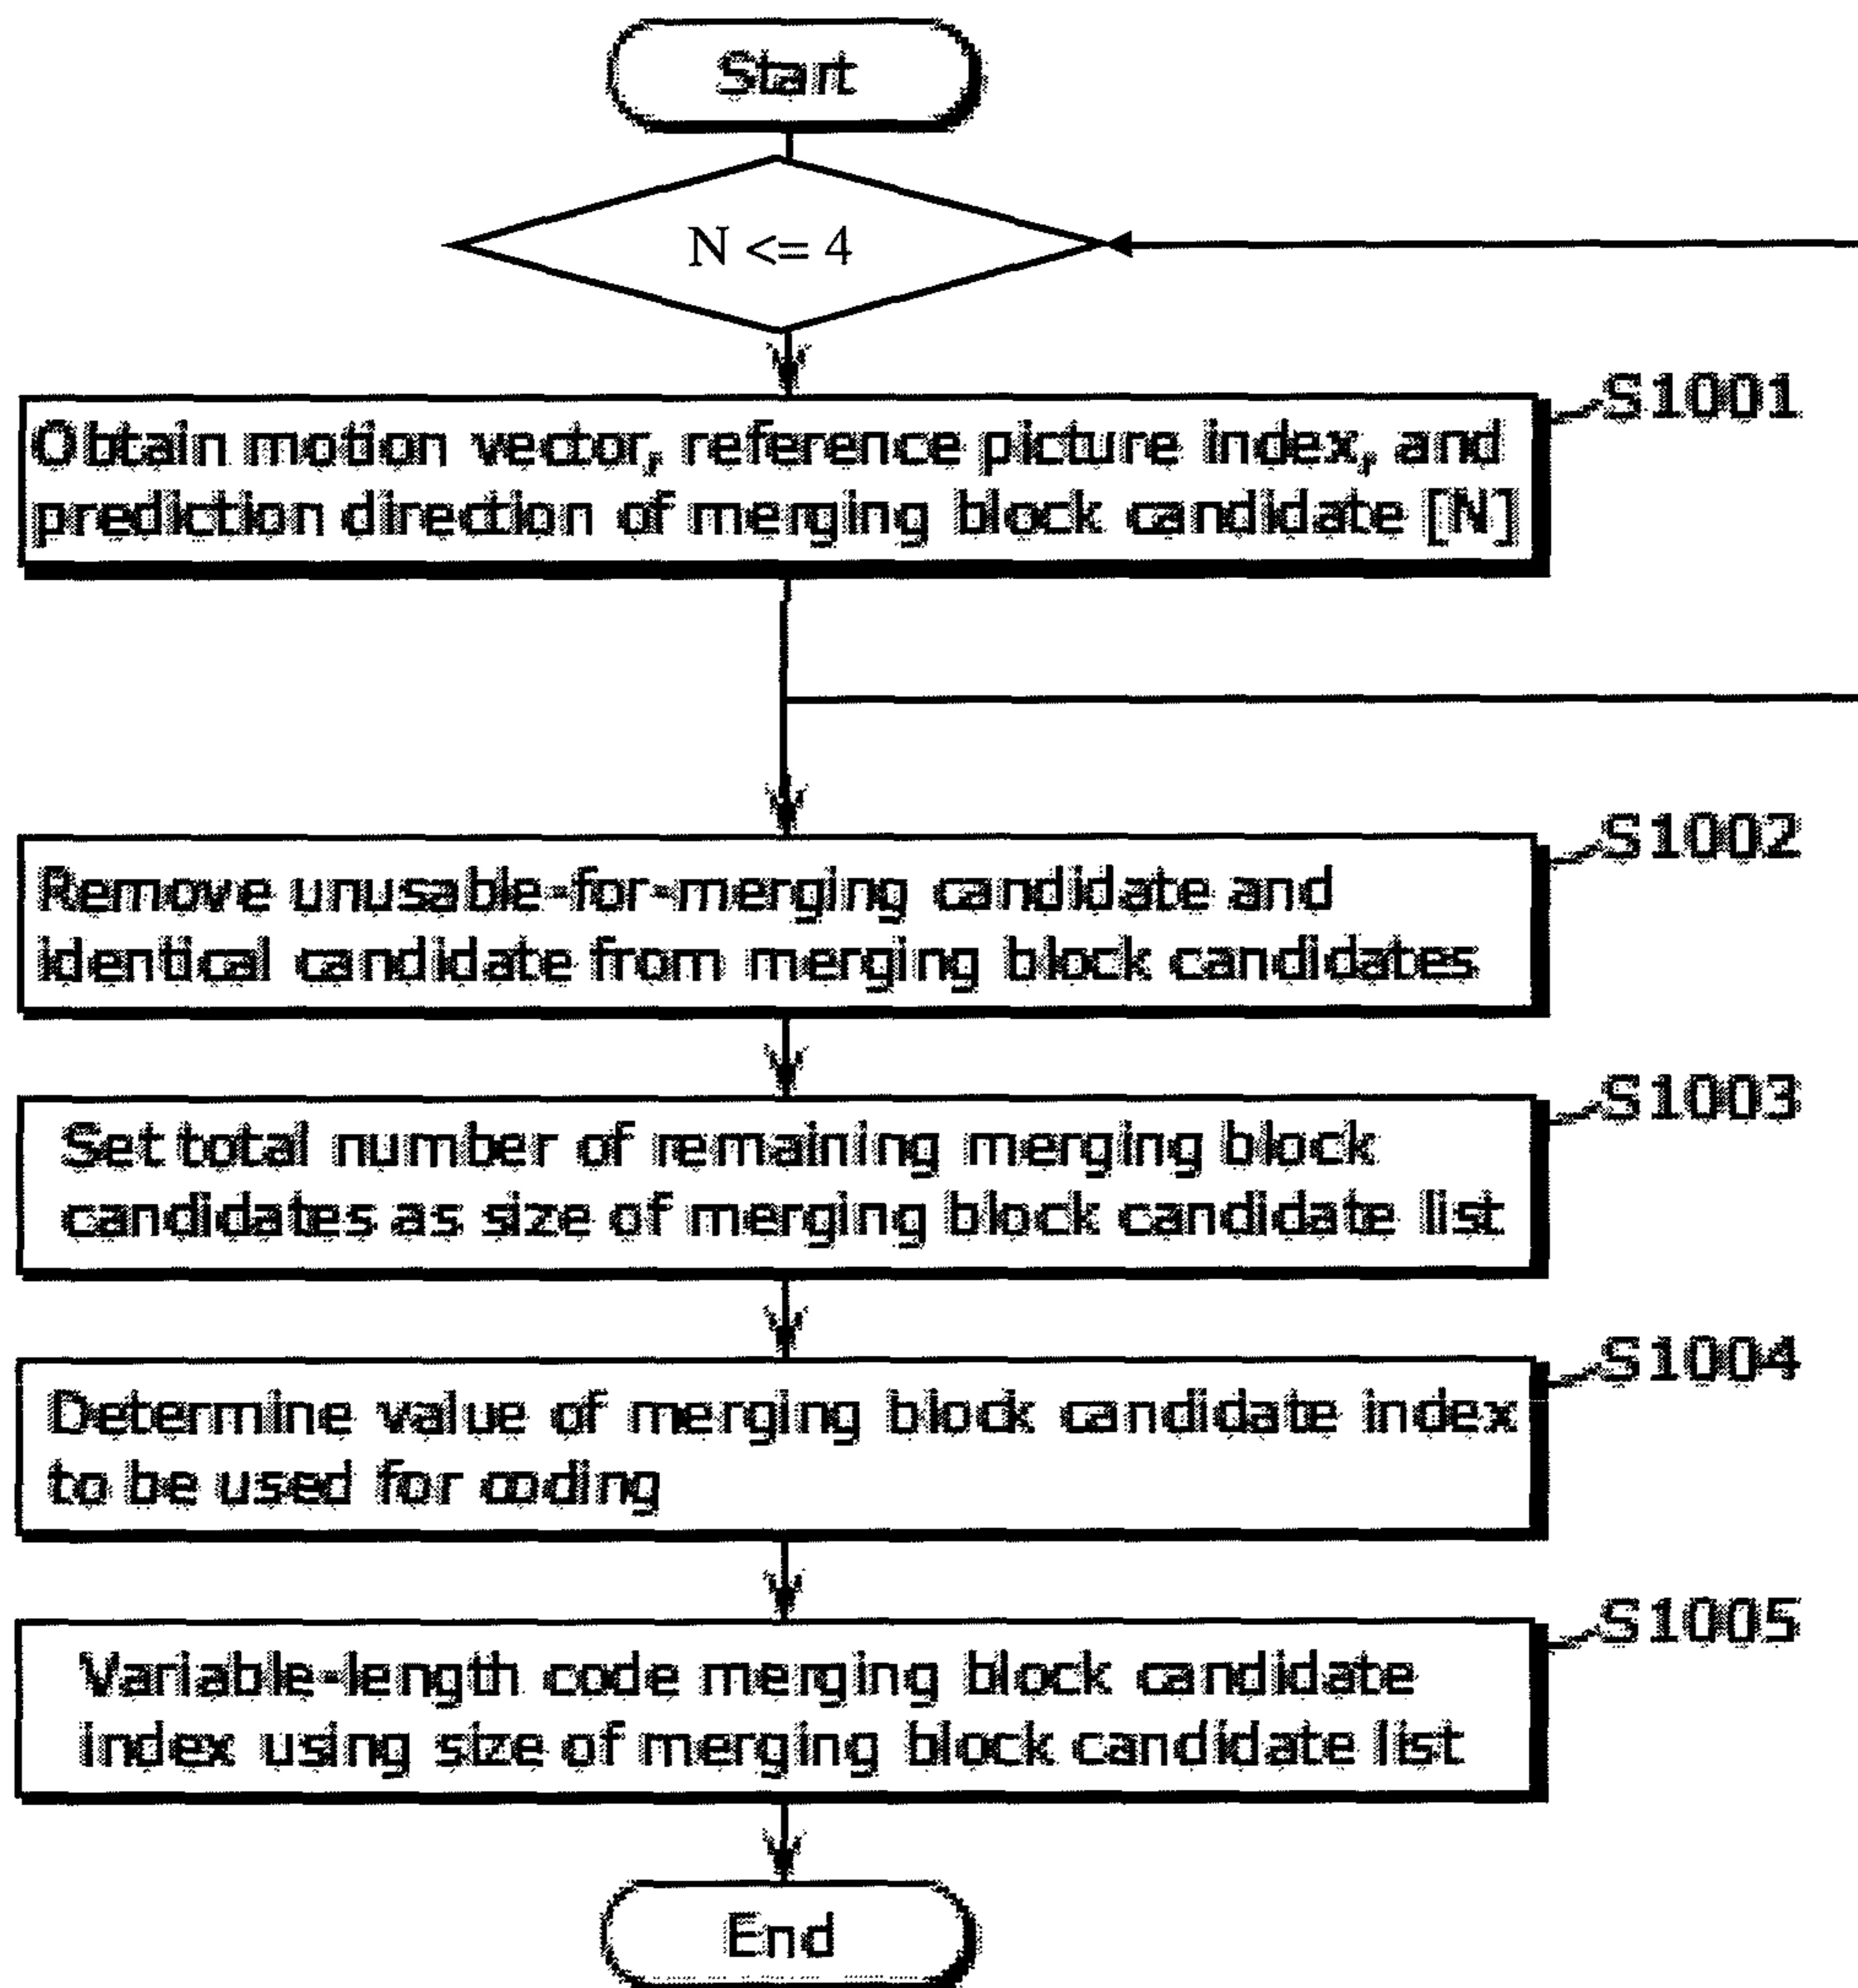 Start
N <= 4
S1001
Obtain motion vector, reference picture index, and
prediction direction of merging block candidate [N]
S1002
Remove unusable-for-merging candidate and
identical candidate from merging block candidates
S1003
Set total number of remaining merging block
candidates as size of merging block candidate list
S1004
Determine value of merging block candidate index
to be used for coding
S1005
Variable-length code merging block candidate
index using size of merging block candidate list
End